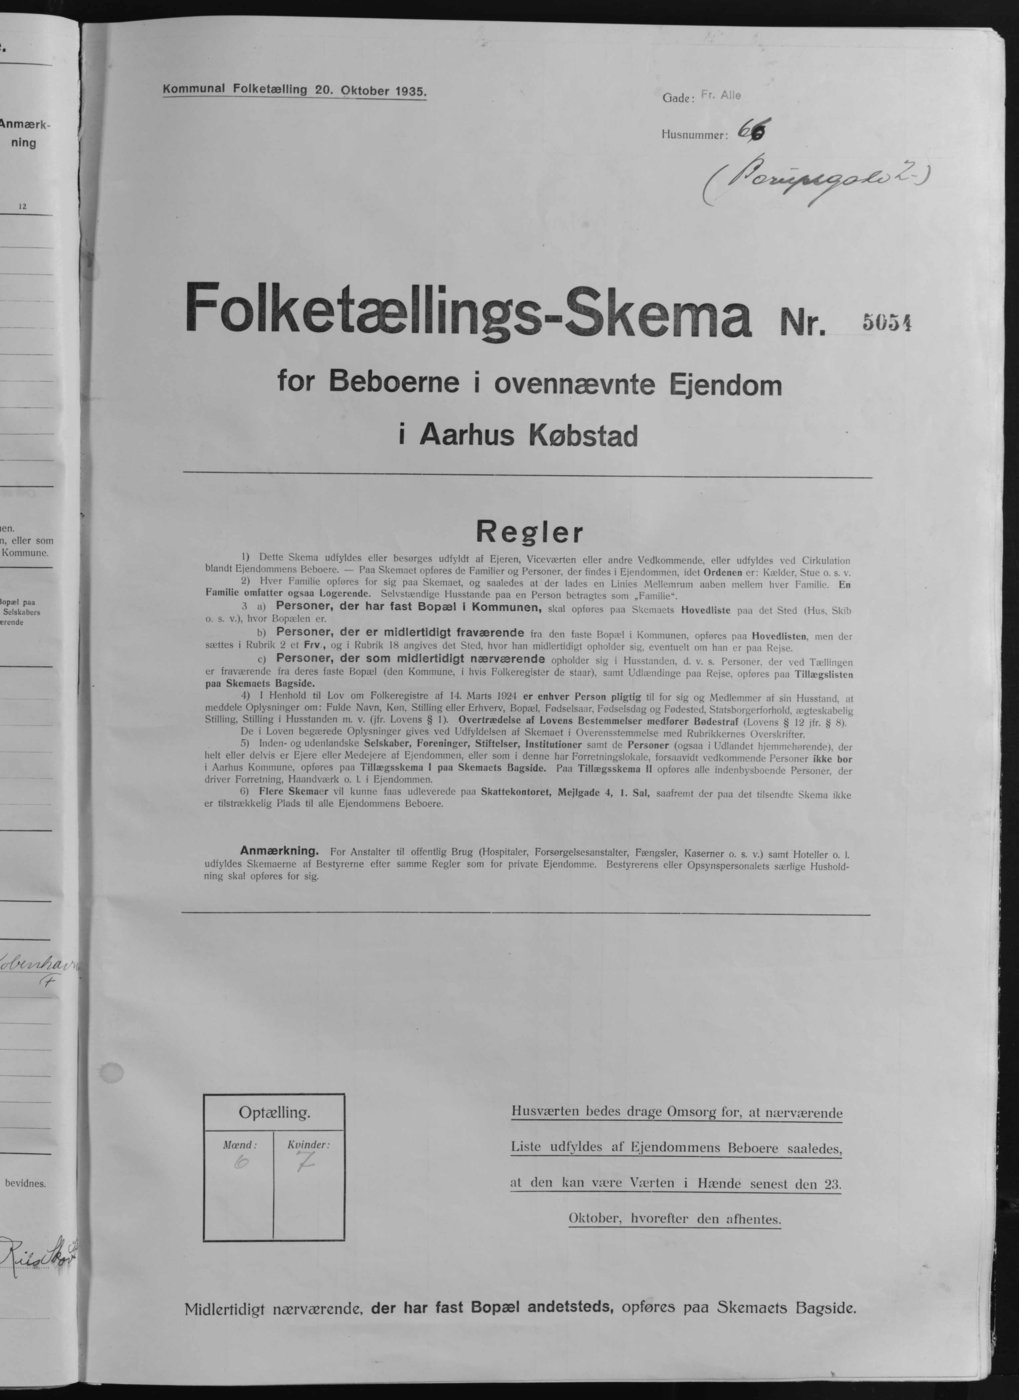 Anmærk-
ning
12
eller som
Kommune.
Bopæl paa
Selskabers
bevidnes.
Kommunal Folketælling 20. Oktober 1935.
Gade: Fr. Alle
Husnummer: 66
Folketællings-Skema Nr. 5054
for Beboerne i ovennævnte Ejendom
i Aarhus Købstad
Regler
1) Dette Skema udfyldes eller besørges udfyldt af Ejeren, Viceværten eller andre Vedkommende, eller udfyldes ved Cirkulation
blandt Ejendommens Beboere. — Paa Skemaet opføres de Familier og Personer, der findes i Ejendommen, idet Ordenen er: Kælder, Stue o. s. v.
2) Hver Familie opføres for sig paa Skemaet, og saaledes at der lades en Linies Mellemrum aaben mellem hver Familie. En
Familie omfatter ogsaa Logerende. Selvstændige Husstande paa en Person betragtes som „Familie“.
3 a) Personer, der har fast Bopæl i Kommunen, skal opføres paa Skemaets Hovedliste paa det Sted (Hus, Skib
o. s. v.), hvor Bopælen er.
b) Personer, der er midlertidigt fraværende fra den faste Bopæl i Kommunen, opføres paa Hovedlisten, men der
sættes i Rubrik 2 et Frv., og i Rubrik 18 angives det Sted, hvor han midlertidigt opholder sig, eventuelt om han er paa Rejse.
c) Personer, der som midlertidigt nærværende opholder sig i Husstanden, d. v. s. Personer, der ved Tællingen
er fraværende fra deres faste Bopæl (den Kommune, i hvis Folkeregister de staar), samt Udlændinge paa Rejse, opføres paa Tillægslisten
paa Skemaets Bagside.
4) I Henhold til Lov om Folkeregistre af 14. Marts 1924 er enhver Person pligtig til for sig og Medlemmer af sin Husstand, at
meddele Oplysninger om: Fulde Navn, Køn, Stilling eller Erhverv, Bopæl, Fødselsaar, Fødselsdag og Fødested, Statsborgerforhold, ægteskabelig
Stilling, Stilling i Husstanden m. v. (jfr. Lovens § 1). Overtrædelse af Lovens Bestemmelser medfører Bødestraf (Lovens § 12 jfr. § 8).
De i Loven begærede Oplysninger gives ved Udfyldelsen af Skemaet i Overensstemmelse med Rubrikkernes Overskrifter.
5) Inden- og udenlandske Selskaber, Foreninger, Stiftelser, Institutioner samt de Personer (ogsaa i Udlandet hjemmehørende), der
helt eller delvis er Ejere eller Medejere af Ejendommen, eller som i denne har Forretningslokale, forsaavidt vedkommende Personer ikke bor
i Aarhus Kommune, opføres paa Tillægsskema I paa Skemaets Bagside. Paa Tillægsskema II opføres alle indenbysboende Personer, der
driver Forretning, Haandværk o. l. i Ejendommen.
6) Flere Skemaer vil kunne faas udleverede paa Skattekontoret, Mejlgade 4, 1. Sal, saafremt der paa det tilsendte Skema ikke
er tilstrækkelig Plads til alle Ejendommens Beboere.
Anmærkning. For Anstalter til offentlig Brug (Hospitaler, Forsørgelsesanstalter, Fængsler, Kaserner o. s. v.) samt Hoteller o. l.
udfyldes Skemaerne af Bestyrerne efter samme Regler som for private Ejendomme. Bestyrerens eller Opsynspersonalets særlige Hushold-
ning skal opføres for sig.
Optælling.
Mænd: Kvinder:
6 7
Husværten bedes drage Omsorg for, at nærværende
Liste udfyldes af Ejendommens Beboere saaledes,
at den kan være Værten i Hænde senest den 23.
Oktober, hvorefter den afhentes.
Midlertidigt nærværende, der har fast Bopæl andetsteds, opføres paa Skemaets Bagside.